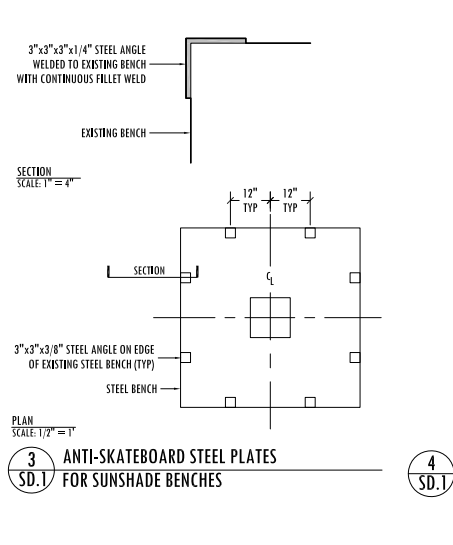 3"x3"x3"x1/4" STEEL ANGLE
WELDED TO EXISTING BENCH
WITH CONTINUOUS FILLET WELD
EXISTING BENCH
SECTION
SCALE: 1" = 4"
12"
TYP
12"
TYP
SECTION
CL
3"x3"x3/8" STEEL ANGLE ON EDGE
OF EXISTING STEEL BENCH (TYP)
STEEL BENCH
PLAN
SCALE: 1/2" = 1'
3
SD.1
ANTI-SKATEBOARD STEEL PLATES
FOR SUNSHADE BENCHES
4
SD.1